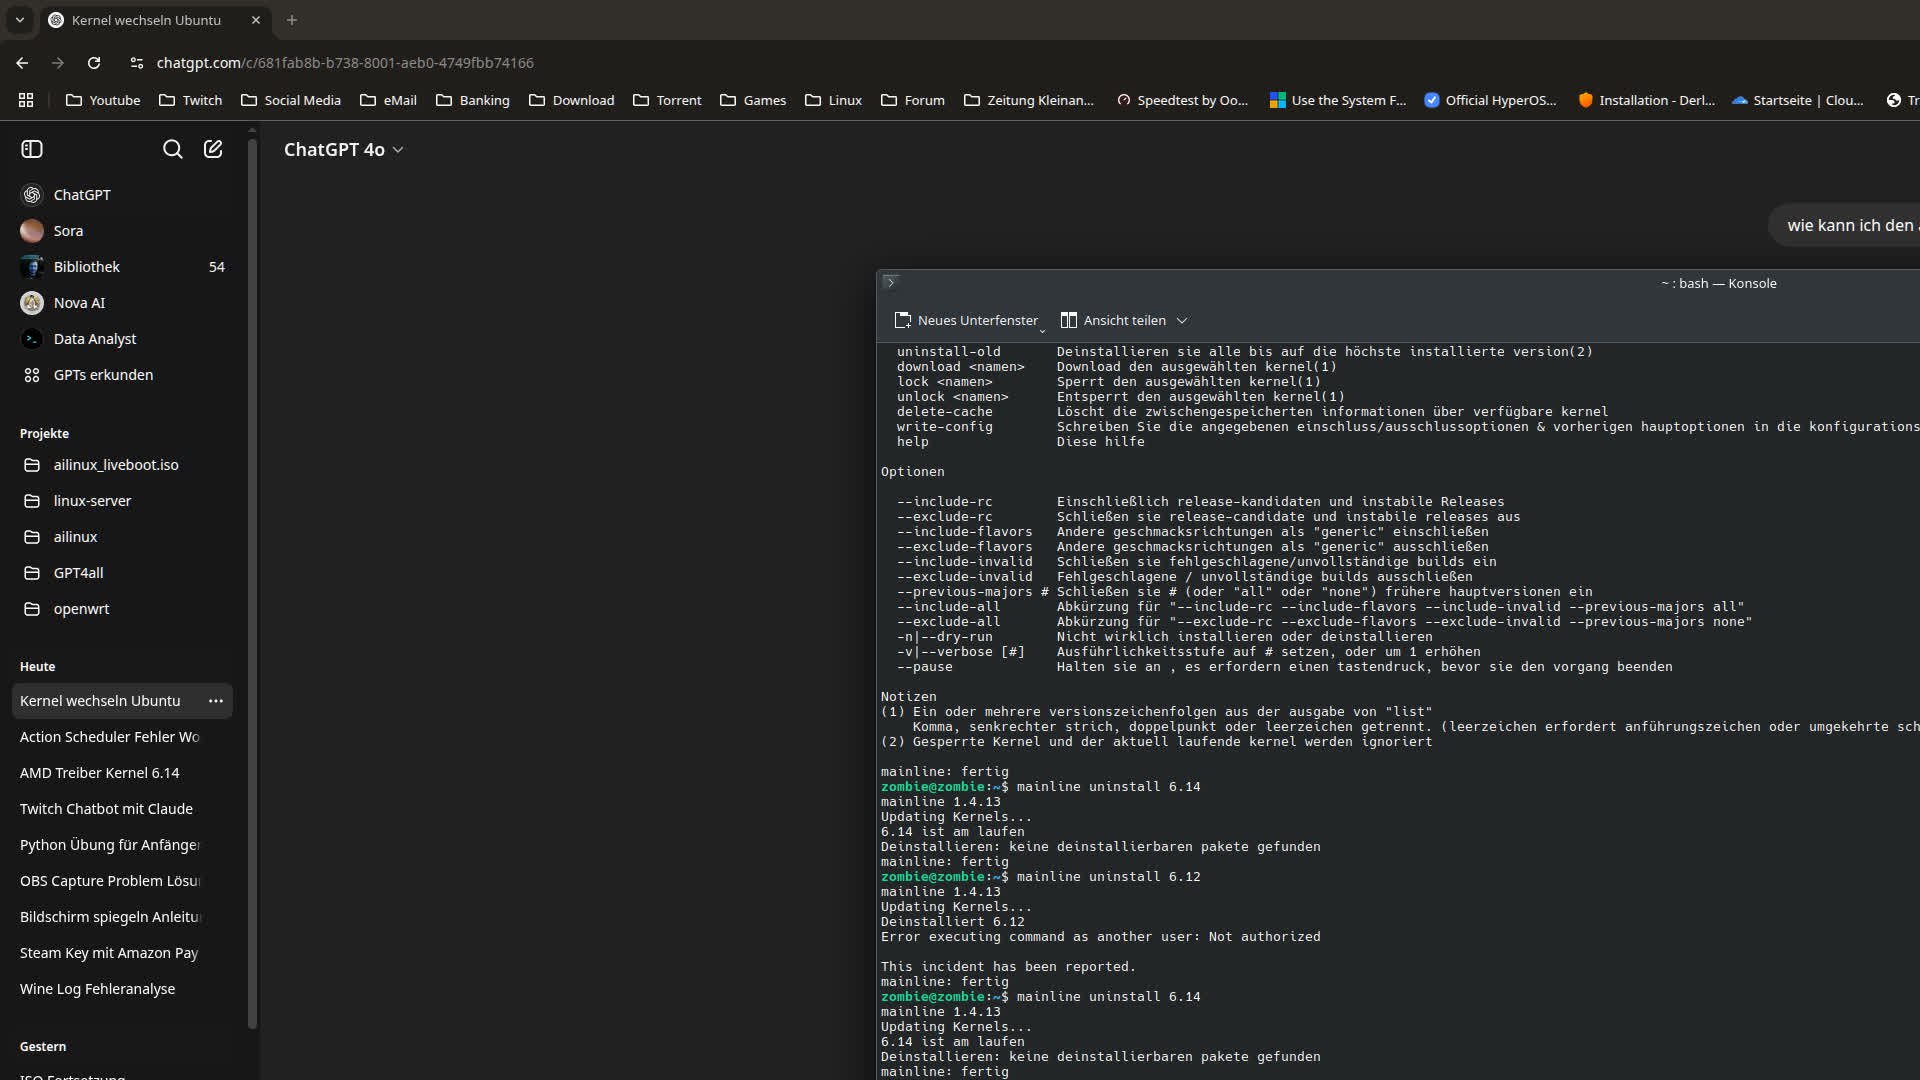 Kernel wechseln Ubuntu
chatgpt.com/c/681fab8b-b738-8001-aeb0-4749fbb74166
Youtube Twitch Social Media eMail Banking Download Torrent Games Linux Forum Zeitung Kleinan... Speedtest by Oo... Use the System F... Official HyperOS... Installation - Derl... Startseite | Clou... Tr
ChatGPT 4o
ChatGPT
Sora
Bibliothek 54
Nova AI
Data Analyst
GPTs erkunden
Projekte
ailinux_liveboot.iso
linux-server
ailinux
GPT4all
openwrt
Heute
Kernel wechseln Ubuntu
Action Scheduler Fehler Wo
AMD Treiber Kernel 6.14
Twitch Chatbot mit Claude
Python Übung für Anfänger
OBS Capture Problem Lösu
Bildschirm spiegeln Anleitu
Steam Key mit Amazon Pay
Wine Log Fehleranalyse
Gestern
ISO Fortsetzung
wie kann ich den
~ : bash — Konsole
Neues Unterfenster Ansicht teilen
uninstall-old Deinstallieren sie alle bis auf die höchste installierte version(2)
download <namen> Download den ausgewählten kernel(1)
lock <namen> Sperrt den ausgewählten kernel(1)
unlock <namen> Entsperrt den ausgewählten kernel(1)
delete-cache Löscht die zwischengespeicherten informationen über verfügbare kernel
write-config Schreiben Sie die angegebenen einschluss/ausschlussoptionen & vorherigen hauptoptionen in die konfigurations
help Diese hilfe
Optionen
--include-rc Einschließlich release-kandidaten und instabile Releases
--exclude-rc Schließen sie release-candidate und instabile releases aus
--include-flavors Andere geschmacksrichtungen als "generic" einschließen
--exclude-flavors Andere geschmacksrichtungen als "generic" ausschließen
--include-invalid Schließen sie fehlgeschlagene/unvollständige builds ein
--exclude-invalid Fehlgeschlagene / unvollständige builds ausschließen
--previous-majors # Schließen sie # (oder "all" oder "none") frühere hauptversionen ein
--include-all Abkürzung für "--include-rc --include-flavors --include-invalid --previous-majors all"
--exclude-all Abkürzung für "--exclude-rc --exclude-flavors --exclude-invalid --previous-majors none"
-n|--dry-run Nicht wirklich installieren oder deinstallieren
-v|--verbose [#] Ausführlichkeitsstufe auf # setzen, oder um 1 erhöhen
--pause Halten sie an , es erfordern einen tastendruck, bevor sie den vorgang beenden
Notizen
(1) Ein oder mehrere versionszeichenfolgen aus der ausgabe von "list"
Komma, senkrechter strich, doppelpunkt oder leerzeichen getrennt. (leerzeichen erfordert anführungszeichen oder umgekehrte sch
(2) Gesperrte Kernel und der aktuell laufende kernel werden ignoriert
mainline: fertig
zombie@zombie:~$ mainline uninstall 6.14
mainline 1.4.13
Updating Kernels...
6.14 ist am laufen
Deinstallieren: keine deinstallierbaren pakete gefunden
mainline: fertig
zombie@zombie:~$ mainline uninstall 6.12
mainline 1.4.13
Updating Kernels...
Deinstalliert 6.12
Error executing command as another user: Not authorized
This incident has been reported.
mainline: fertig
zombie@zombie:~$ mainline uninstall 6.14
mainline 1.4.13
Updating Kernels...
6.14 ist am laufen
Deinstallieren: keine deinstallierbaren pakete gefunden
mainline: fertig